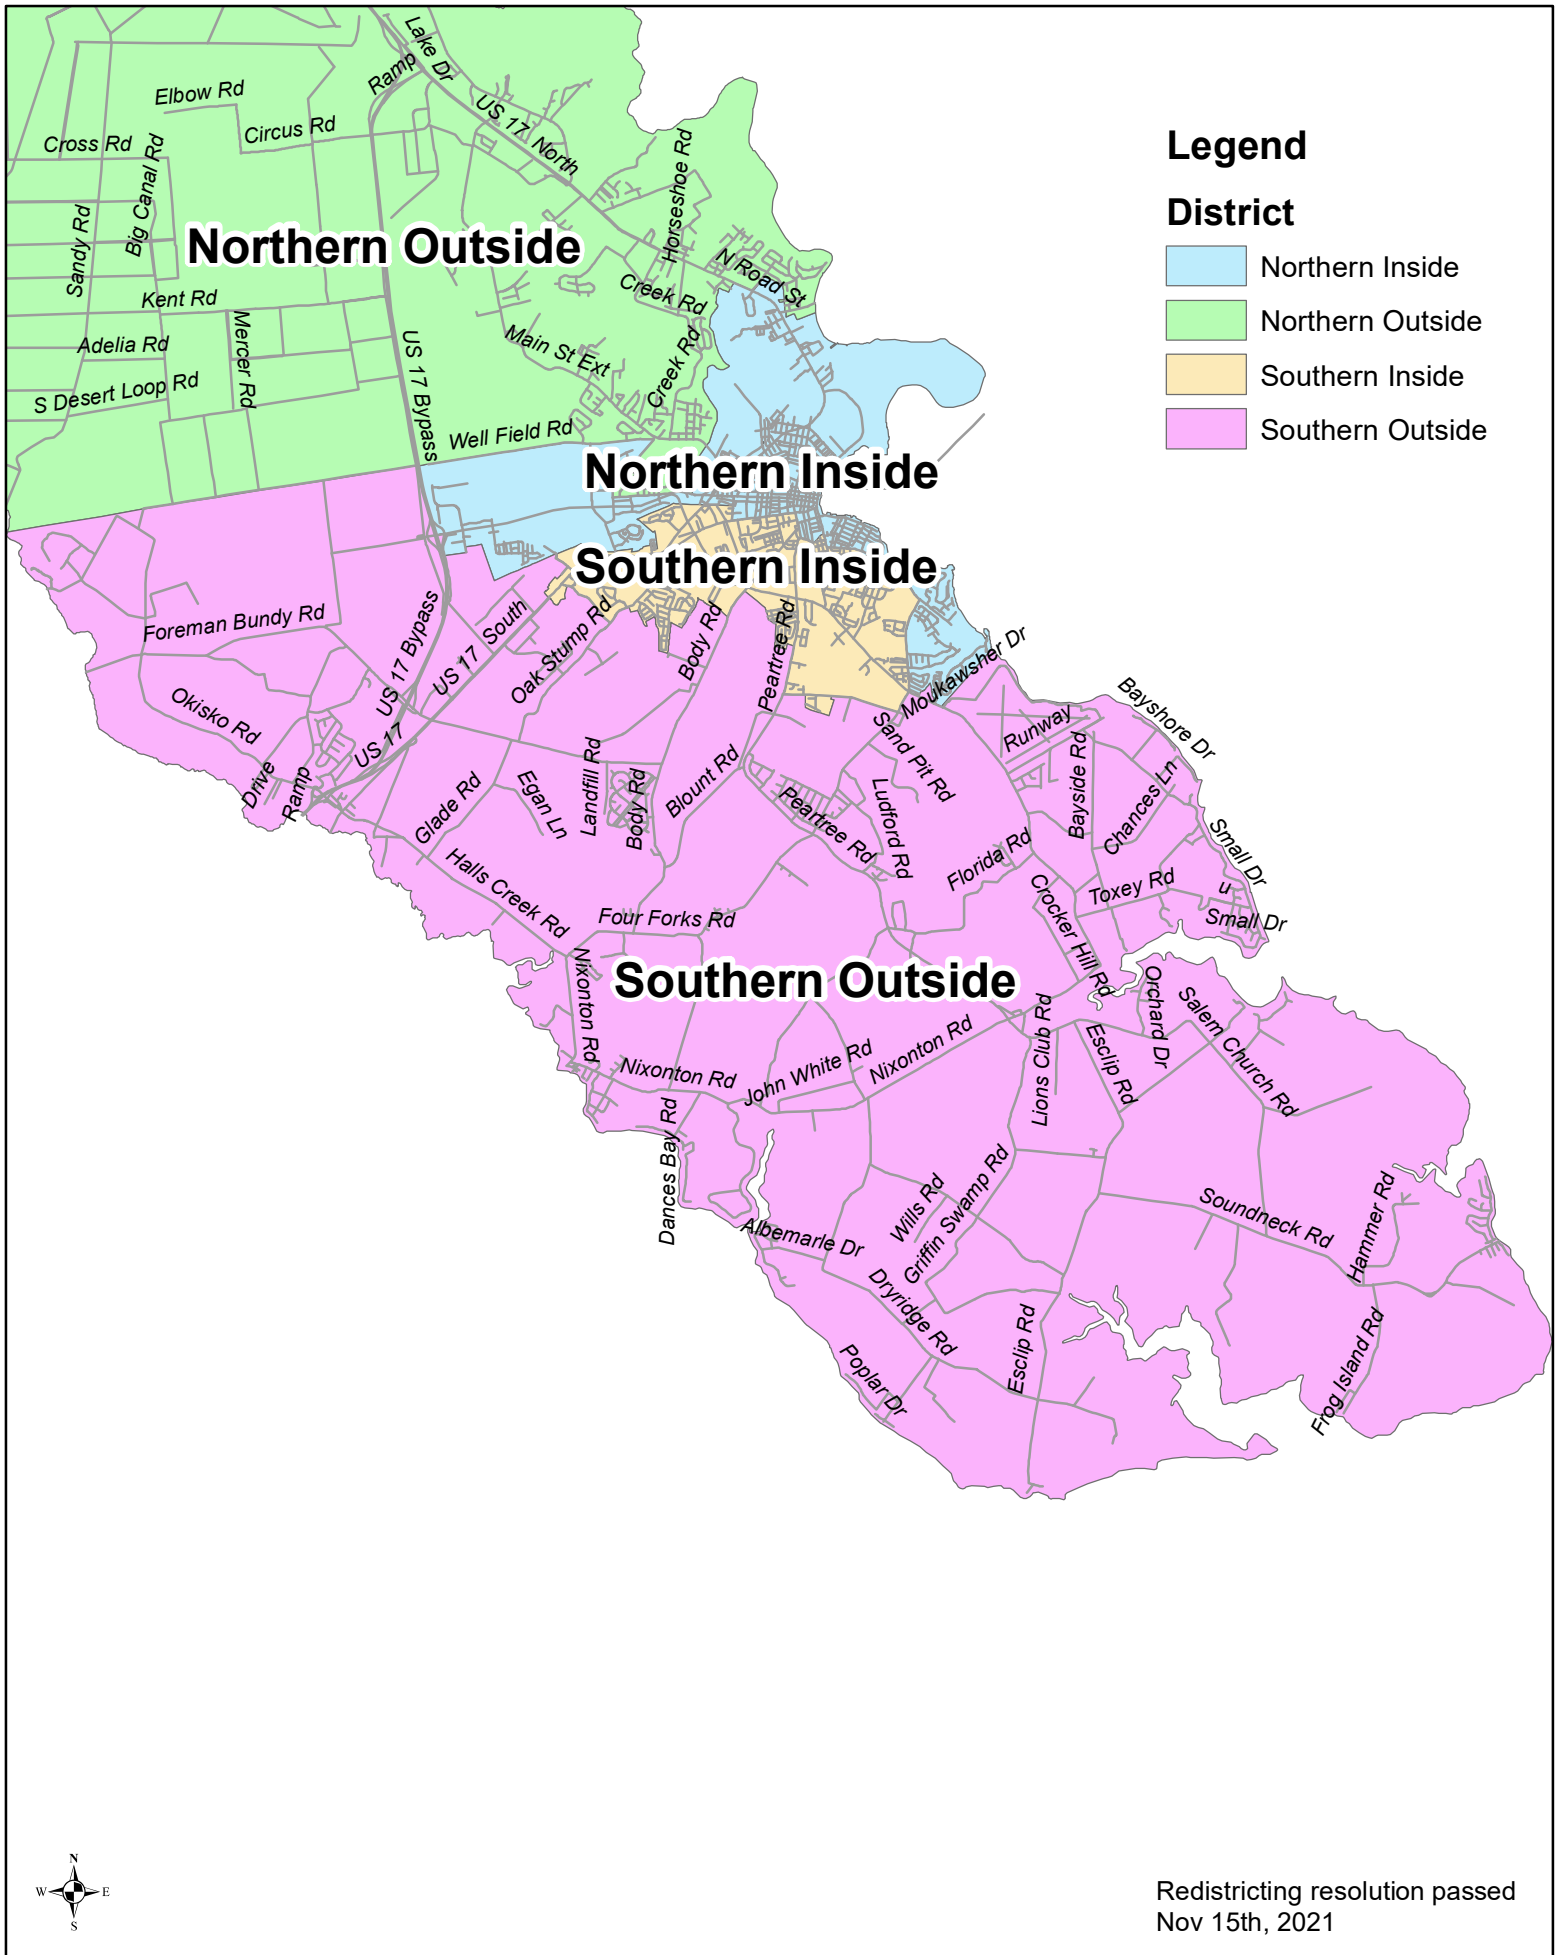 Lake Dr
Ramp
Elbow Rd
US 17 North
Circus Rd
Cross Rd
Big Canal Rd
Horseshoe Rd
Sandy Rd
Northern Outside
N Road St
Creek Rd
Kent Rd
Mercer Rd
Adelia Rd
US 17 Bypass
Main St Ext
Creek Rd
S Desert Loop Rd
Well Field Rd
Northern Inside
Southern Inside
Foreman Bundy Rd
US 17 Bypass
US 17 South
Oak Stump Rd
Body Rd
Peartree Rd
Moukawsher Dr
Okisko Rd
US 17
Drive
Ramp
Bayshore Dr
Runway
Sand Pit Rd
Bayside Rd
Chances Ln
Glade Rd
Egan Ln
Landfill Rd
Body Rd
Blount Rd
Peartree Rd
Ludford Rd
Florida Rd
Small Dr
Halls Creek Rd
Four Forks Rd
Crocker Hill Rd
Toxey Rd
u
Small Dr
Nixonton Rd
Southern Outside
Orchard Dr
Salem Church Rd
Nixonton Rd
John White Rd
Nixonton Rd
Lions Club Rd
Esclip Rd
Dances Bay Rd
Albemarle Dr
Wills Rd
Griffin Swamp Rd
Soundneck Rd
Hammer Rd
Dryridge Rd
Esclip Rd
Poplar Dr
Frog Island Rd
Legend
District
Northern Inside
Northern Outside
Southern Inside
Southern Outside
N
W E
S
Redistricting resolution passed
Nov 15th, 2021